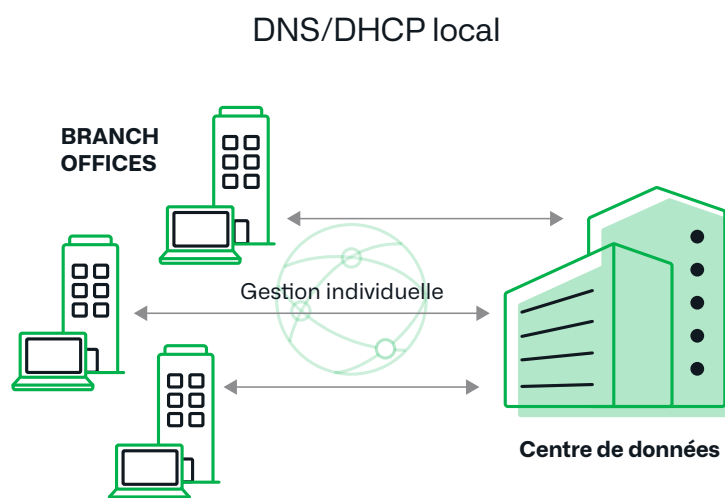 DNS/DHCP local
BRANCH
OFFICES
Gestion individuelle
Centre de données